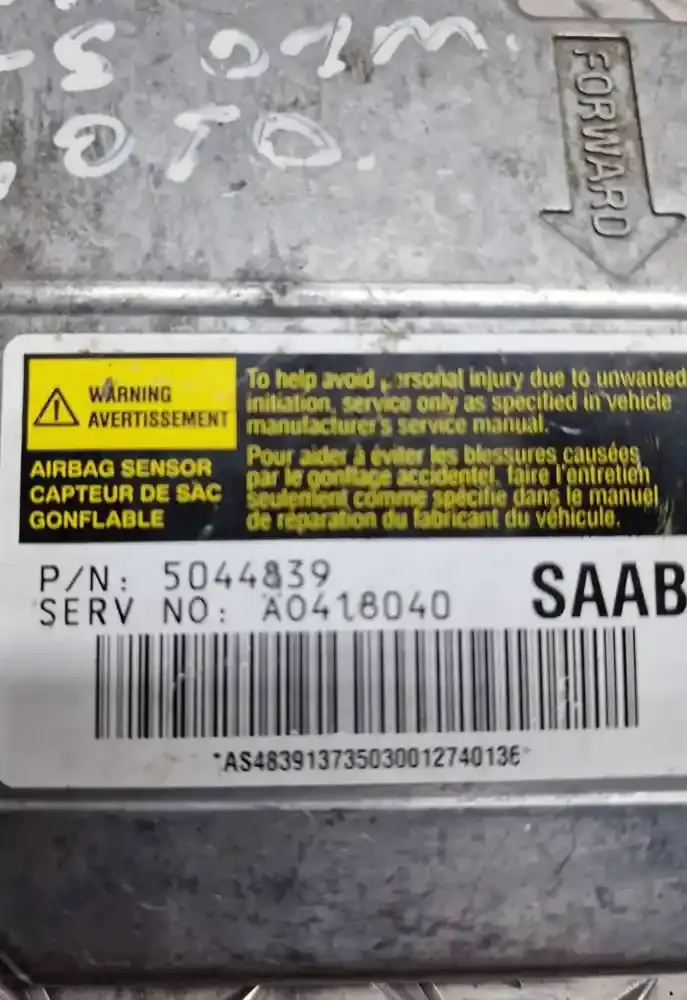 FORWARD
WARNING
AVERTISSEMENT
AIRBAG SENSOR
CAPTEUR DE SAC
GONFLABLE
To help avoid personal injury due to unwanted
initiation, service only as specified in vehicle
manufacturer's service manual.
Pour aider à éviter les blessures causées
par le gonflage accidentel, faire l'entretien
seulement comme spécifié dans le manuel
de réparation du fabricant du véhicule.
P/N: 5044839
SERV NO: A0418040
SAAB
*AS483913735030012740136*